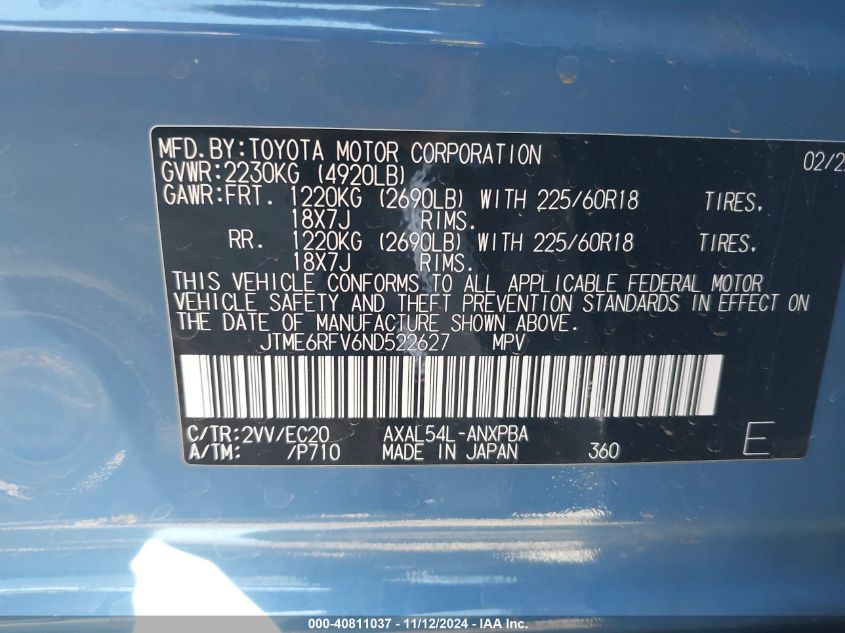 MFD.BY:TOYOTA MOTOR CORPORATION 02/2
GVWR:2230KG (4920LB)
GAWR:FRT. 1220KG (2690LB) WITH 225/60R18 TIRES,
18X7J RIMS.
RR. 1220KG (2690LB) WITH 225/60R18 TIRES,
18X7J RIMS.
THIS VEHICLE CONFORMS TO ALL APPLICABLE FEDERAL MOTOR
VEHICLE SAFETY AND THEFT PREVENTION STANDARDS IN EFFECT ON
THE DATE OF MANUFACTURE SHOWN ABOVE.
JTME6RFV6ND522627 MPV
C/TR:2VV/EC20 AXAL54L-ANXPBA
A/TM: /P710 MADE IN JAPAN 360 E
000-40811037 - 11/12/2024 - IAA Inc.